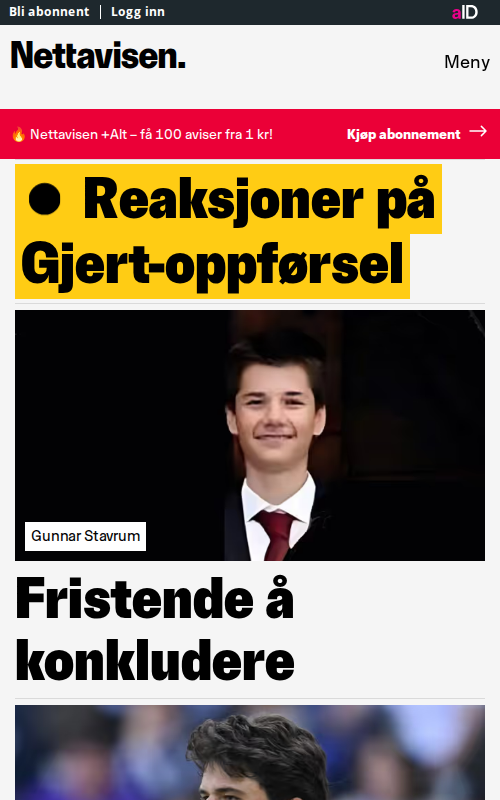 Bli abonnent | Logg inn
aID
Nettavisen.
Meny
🔥 Nettavisen +Alt – få 100 aviser fra 1 kr!
Kjøp abonnement →
● Reaksjoner på
Gjert-oppførsel
Gunnar Stavrum
Fristende å
konkludere